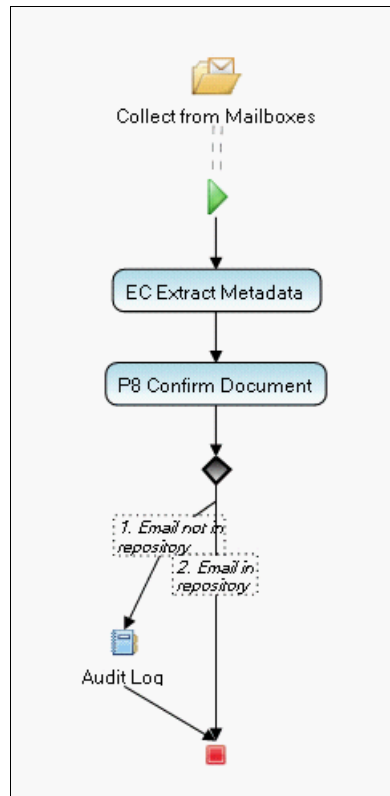 Collect from Mailboxes
EC Extract Metadata
P8 Confirm Document
1. Email not in
repository
2. Email in
repository
Audit Log